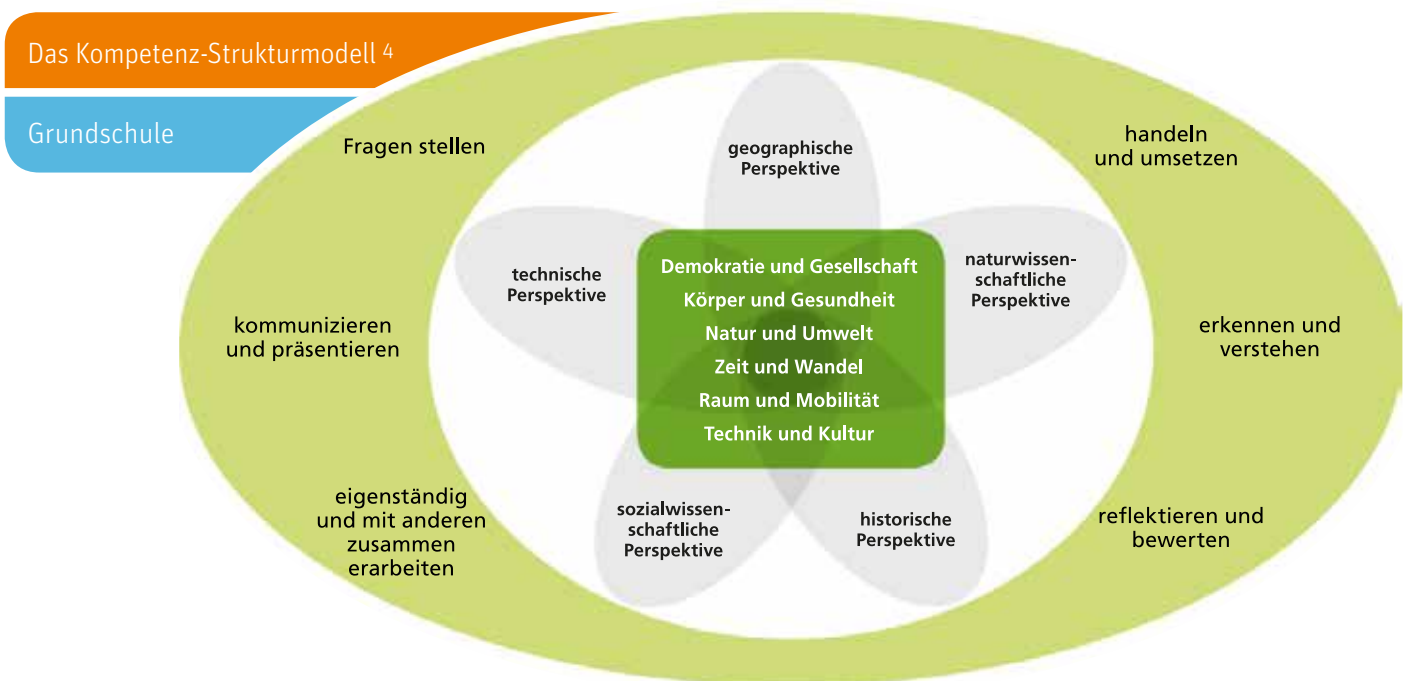 Das Kompetenz-Strukturmodell 4
Grundschule
Fragen stellen
handeln
und umsetzen
geographische
Perspektive
technische
Perspektive
naturwissen-
schaftliche
Perspektive
Demokratie und Gesellschaft
Körper und Gesundheit
Natur und Umwelt
Zeit und Wandel
Raum und Mobilität
Technik und Kultur
kommunizieren
und präsentieren
erkennen und
verstehen
eigenständig
und mit anderen
zusammen
erarbeiten
sozialwissen-
schaftliche
Perspektive
historische
Perspektive
reflektieren und
bewerten